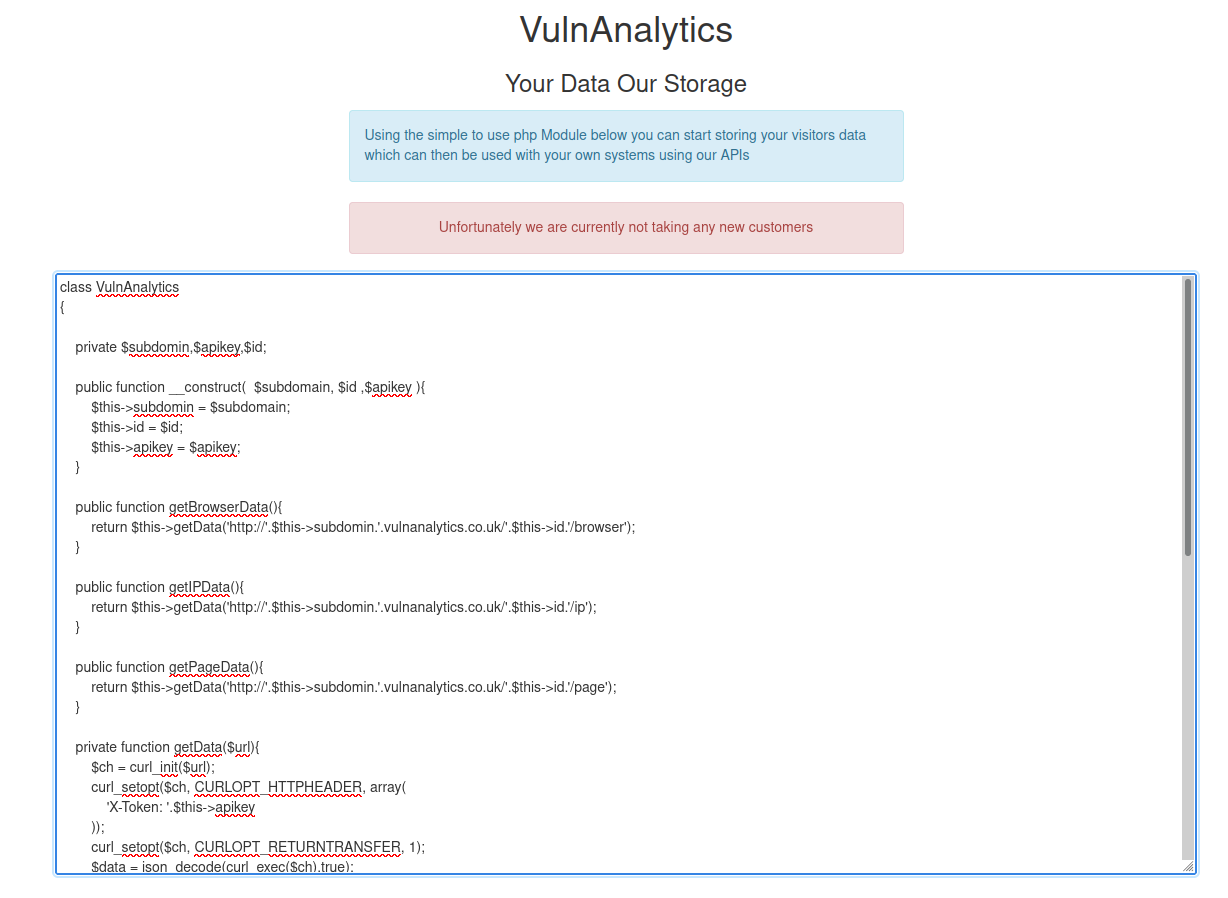 VulnAnalytics
Your Data Our Storage
Using the simple to use php Module below you can start storing your visitors data
which can then be used with your own systems using our APIs
Unfortunately we are currently not taking any new customers
class VulnAnalytics
{
private $subdomin,$apikey,$id;
public function __construct(  $subdomain, $id ,$apikey ){
$this->subdomin = $subdomain;
$this->id = $id;
$this->apikey = $apikey;
}
public function getBrowserData(){
return $this->getData('http://'.$this->subdomin.'.vulnanalytics.co.uk/'.$this->id.'/browser');
}
public function getIPData(){
return $this->getData('http://'.$this->subdomin.'.vulnanalytics.co.uk/'.$this->id.'/ip');
}
public function getPageData(){
return $this->getData('http://'.$this->subdomin.'.vulnanalytics.co.uk/'.$this->id.'/page');
}
private function getData($url){
$ch = curl_init($url);
curl_setopt($ch, CURLOPT_HTTPHEADER, array(
'X-Token: '.$this->apikey
));
curl_setopt($ch, CURLOPT_RETURNTRANSFER, 1);
$data = json_decode(curl_exec($ch),true);